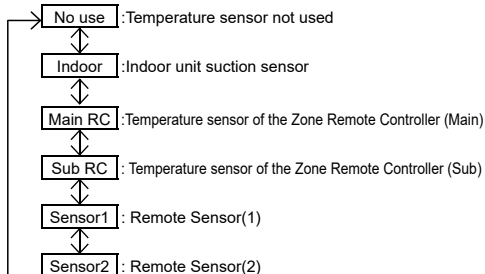 No use :Temperature sensor not used
Indoor :Indoor unit suction sensor
Main RC :Temperature sensor of the Zone Remote Controller (Main)
Sub RC : Temperature sensor of the Zone Remote Controller (Sub)
Sensor1 : Remote Sensor(1)
Sensor2 : Remote Sensor(2)